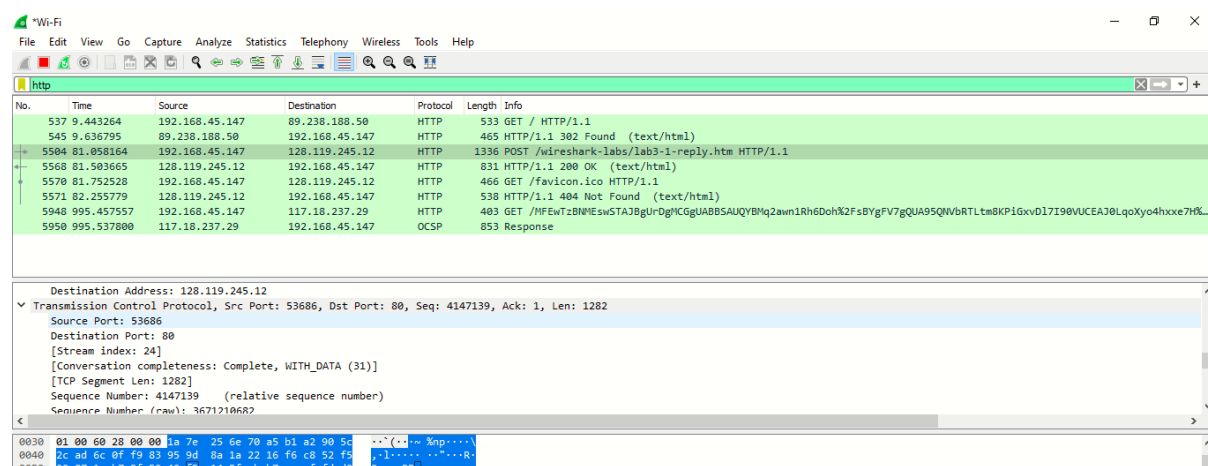 *Wi-Fi
File Edit View Go Capture Analyze Statistics Telephony Wireless Tools Help
http
No. Time Source Destination Protocol Length Info
537 9.443264 192.168.45.147 89.238.188.50 HTTP 533 GET / HTTP/1.1
545 9.636795 89.238.188.50 192.168.45.147 HTTP 465 HTTP/1.1 302 Found (text/html)
5504 81.058164 192.168.45.147 128.119.245.12 HTTP 1336 POST /wireshark-labs/lab3-1-reply.htm HTTP/1.1
5568 81.503665 128.119.245.12 192.168.45.147 HTTP 831 HTTP/1.1 200 OK (text/html)
5570 81.752528 192.168.45.147 128.119.245.12 HTTP 466 GET /favicon.ico HTTP/1.1
5571 82.255779 128.119.245.12 192.168.45.147 HTTP 538 HTTP/1.1 404 Not Found (text/html)
5948 995.457557 192.168.45.147 117.18.237.29 HTTP 403 GET /MFEwTzBNMEswSTAJBgUrDgMCGgUABBSAUQYBMq2awn1Rh6Doh%2FsBYgFV7gQUA95QNVbRTLtm8KPiGxvDl7I90VUCEAJ0LqoXyo4hxxe7H%…
5950 995.537800 117.18.237.29 192.168.45.147 OCSP 853 Response
Destination Address: 128.119.245.12
Transmission Control Protocol, Src Port: 53686, Dst Port: 80, Seq: 4147139, Ack: 1, Len: 1282
Source Port: 53686
Destination Port: 80
[Stream index: 24]
[Conversation completeness: Complete, WITH_DATA (31)]
[TCP Segment Len: 1282]
Sequence Number: 4147139 (relative sequence number)
Sequence Number (raw): 3671210682
0030 01 00 60 28 00 00 1a 7e 25 6e 70 a5 b1 a2 90 5c ··`(···~ %np····\
0040 2c ad 6c 0f f9 83 95 9d 8a 1a 22 16 f6 c8 52 f5 ,·l····· ··"···R·